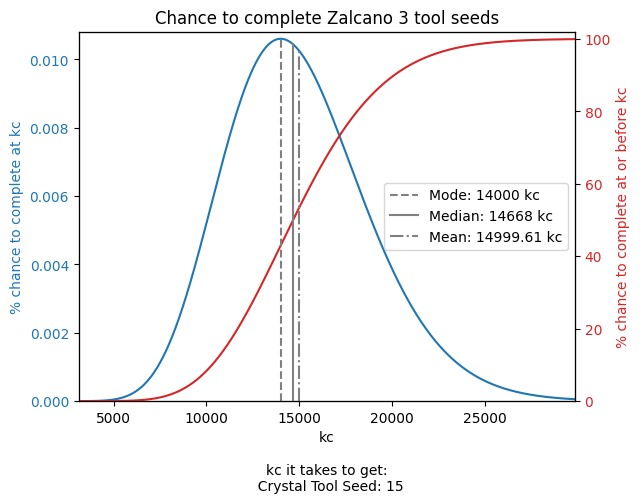 Chance to complete Zalcano 3 tool seeds
% chance to complete at kc
0.010
0.008
0.006
0.004
0.002
0.000
100
80
60
40
20
0
% chance to complete at or before kc
Mode: 14000 kc
Median: 14668 kc
Mean: 14999.61 kc
5000
10000
15000
20000
25000
kc
kc it takes to get:
Crystal Tool Seed: 15